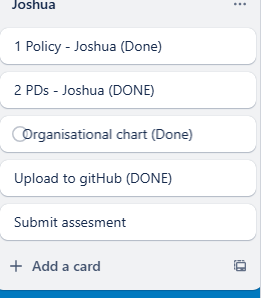 Joshua
1 Policy - Joshua (Done)
2 PDs - Joshua (DONE)
Organisational chart (Done)
Upload to gitHub (DONE)
Submit assesment
+ Add a card